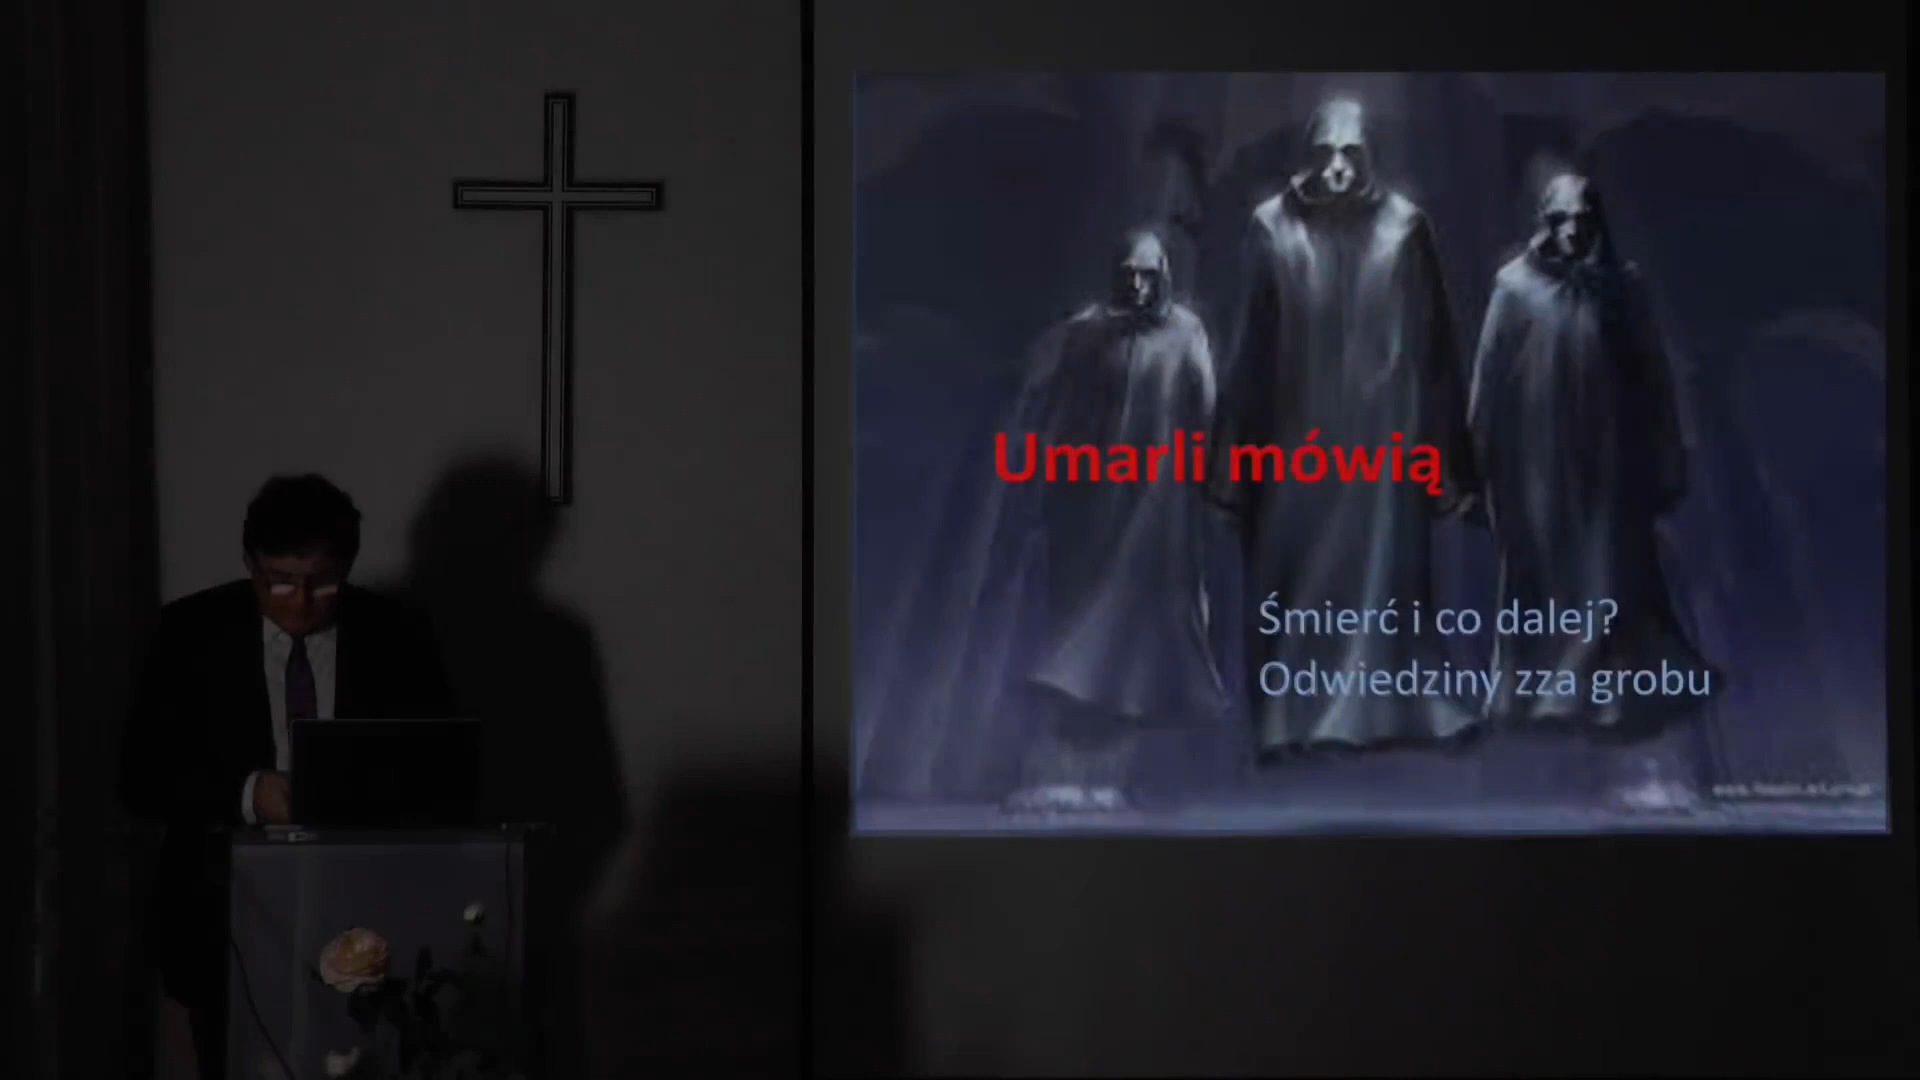 Umarli mówią
Śmierć i co dalej?
Odwiedziny zza grobu